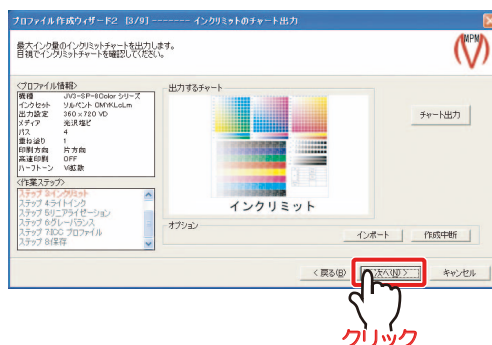 プロファイル作成ウィザード2 [3/9] ------- インクリミットのチャート出力
最大インク量のインクリミットチャートを出力します。
目視でインクリミットチャートを確認してください。
MPM
<プロファイル情報>
機種 JV3-SP-8Color シリーズ
インクセット ソルベント CMYKLcLm
出力設定 360 x 720 VD
メディア 光沢塩ビ
パス 4
重ね塗り 1
印刷方向 片方向
高速印刷 OFF
ハーフトーン V拡散
<作業ステップ>
ステップ 3:インクリミット
ステップ 4:ライトインク
ステップ 5:リニアライゼーション
ステップ 6:グレーバランス
ステップ 7:ICC プロファイル
ステップ 8:保存
出力するチャート
インクリミット
チャート出力
オプション
インポート
作成中断
< 戻る(B)
次へ(N) >
キャンセル
クリック